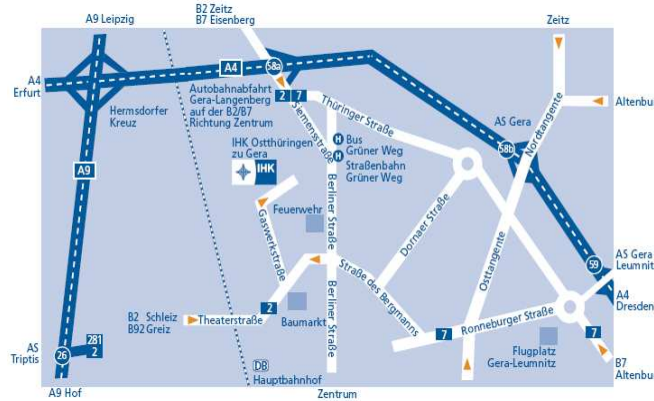 A9 Leipzig
B2 Zeitz
B7 Eisenberg
Zeitz
A4
58a
A4
Erfurt
Hermsdorfer
Kreuz
Autobahnabfahrt
Gera-Langenberg
auf der B2/B7
Richtung Zentrum
2 7
Siemensstraße
Thüringer Straße
Nordtangente
Altenbu
AS Gera
58b
IHK Ostthüringen
zu Gera
IHK
H Bus
Grüner Weg
H Straßenbahn
Grüner Weg
A9
Feuerwehr
Gaswerkstraße
Berliner Straße
Dornaer Straße
Osttangente
59
AS Gera
Leumnit
Straße des Bergmanns
A4
Dresden
B2 Schleiz
B92 Greiz
Theaterstraße
2
Baumarkt
Berliner Straße
7
Ronneburger Straße
7
AS
Triptis
26
281
2
DB
Hauptbahnhof
Flugplatz
Gera-Leumnitz
B7
Altenbu
A9 Hof
Zentrum